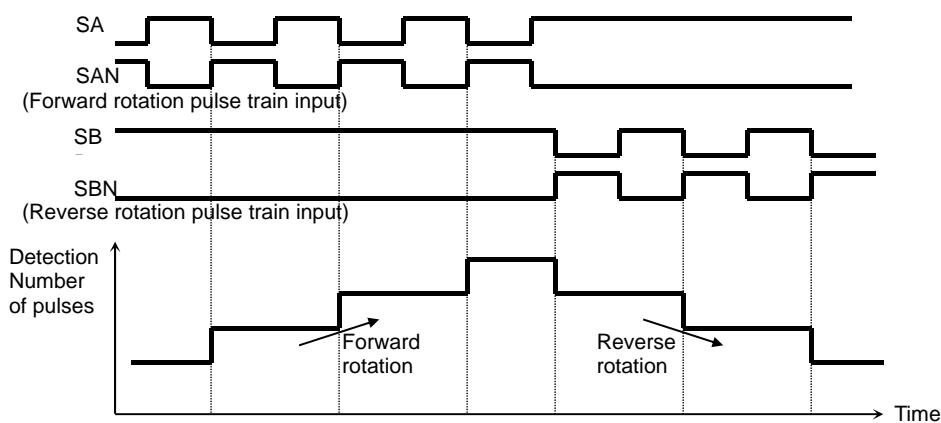 SA
SAN
(Forward rotation pulse train input)
SB
SBN
(Reverse rotation pulse train input)
Detection
Number
of pulses
Forward
rotation
Reverse
rotation
Time